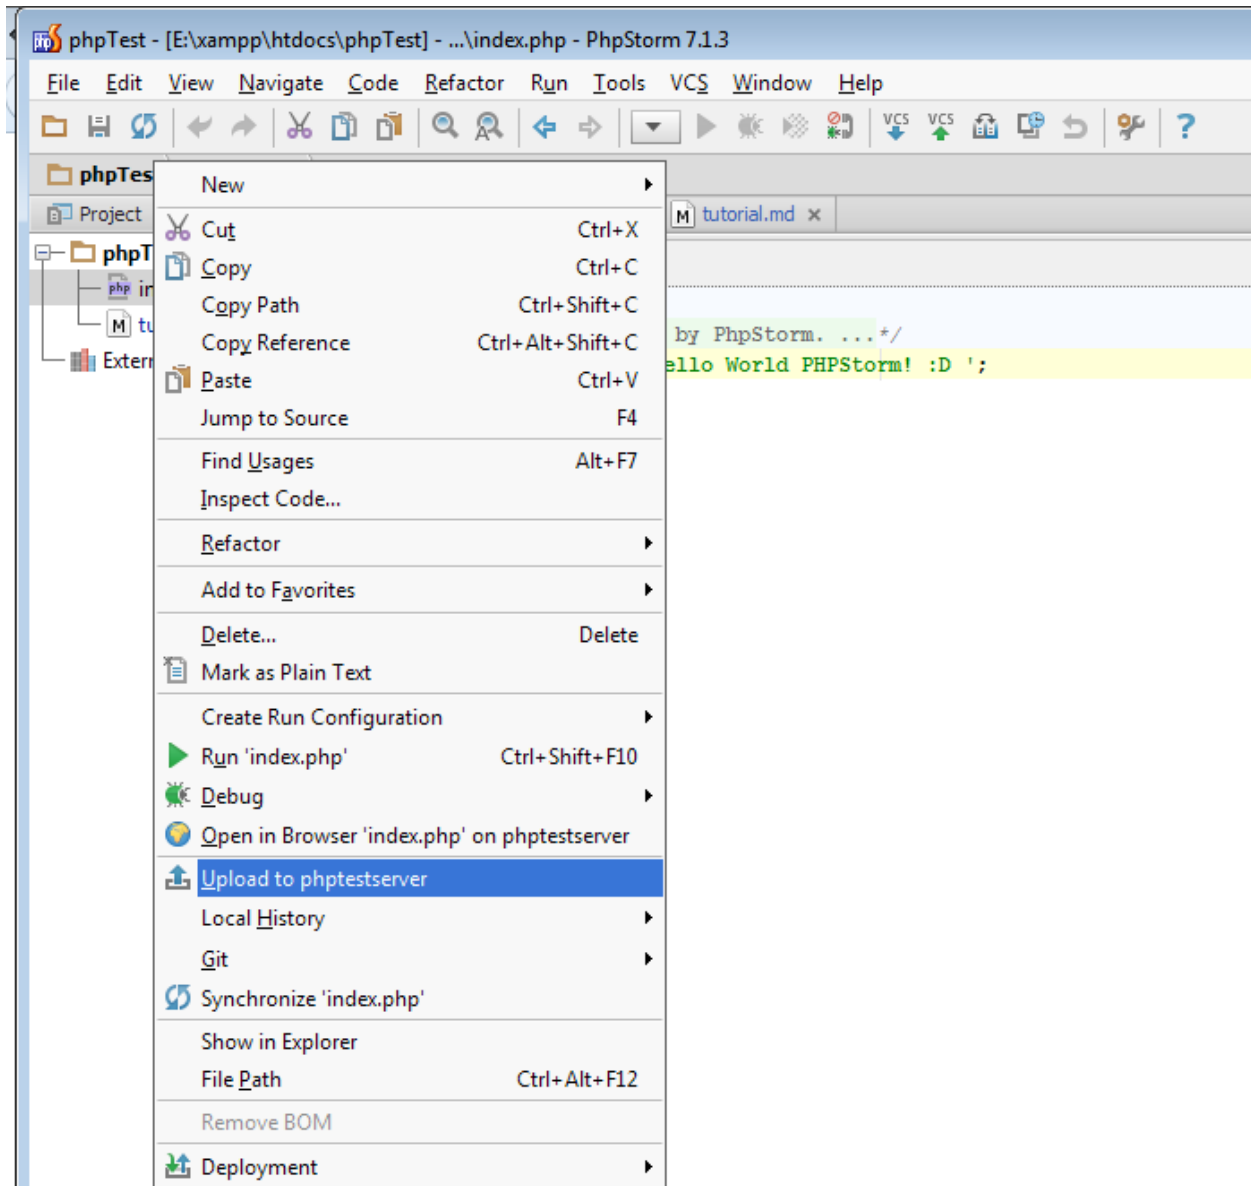 phpTest - [E:\xampp\htdocs\phpTest] - ...\index.php - PhpStorm 7.1.3
File Edit View Navigate Code Refactor Run Tools VCS Window Help
VCS VCS ?
phpTes
Project
tutorial.md
phpT
php in
tu
Extern
New
Cut Ctrl+X
Copy Ctrl+C
Copy Path Ctrl+Shift+C
Copy Reference Ctrl+Alt+Shift+C
Paste Ctrl+V
Jump to Source F4
Find Usages Alt+F7
Inspect Code...
Refactor
Add to Favorites
Delete... Delete
Mark as Plain Text
Create Run Configuration
Run 'index.php' Ctrl+Shift+F10
Debug
Open in Browser 'index.php' on phptestserver
Upload to phptestserver
Local History
Git
Synchronize 'index.php'
Show in Explorer
File Path Ctrl+Alt+F12
Remove BOM
Deployment
by PhpStorm. ...*/
ello World PHPStorm! :D ';